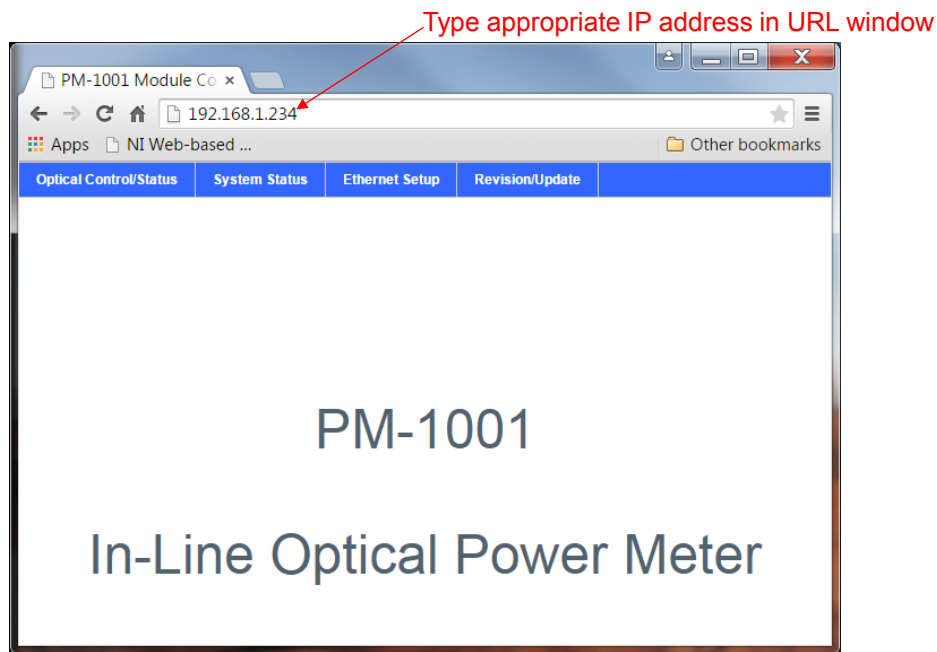 Type appropriate IP address in URL window
PM-1001 Module Co
192.168.1.234
Apps NI Web-based ... Other bookmarks
Optical Control/Status System Status Ethernet Setup Revision/Update
PM-1001
In-Line Optical Power Meter